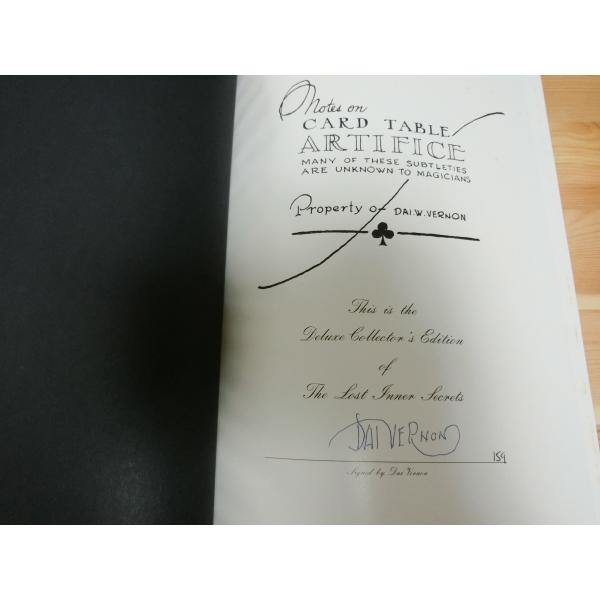 Notes on
CARD TABLE
ARTIFICE
MANY OF THESE SUBTLETIES
ARE UNKNOWN TO MAGICIANS
Property of DAI.W.VERNON
This is the
Deluxe Collector's Edition
of
The Lost Inner Secrets
DAI VERNON
159
Signed by Dai Vernon